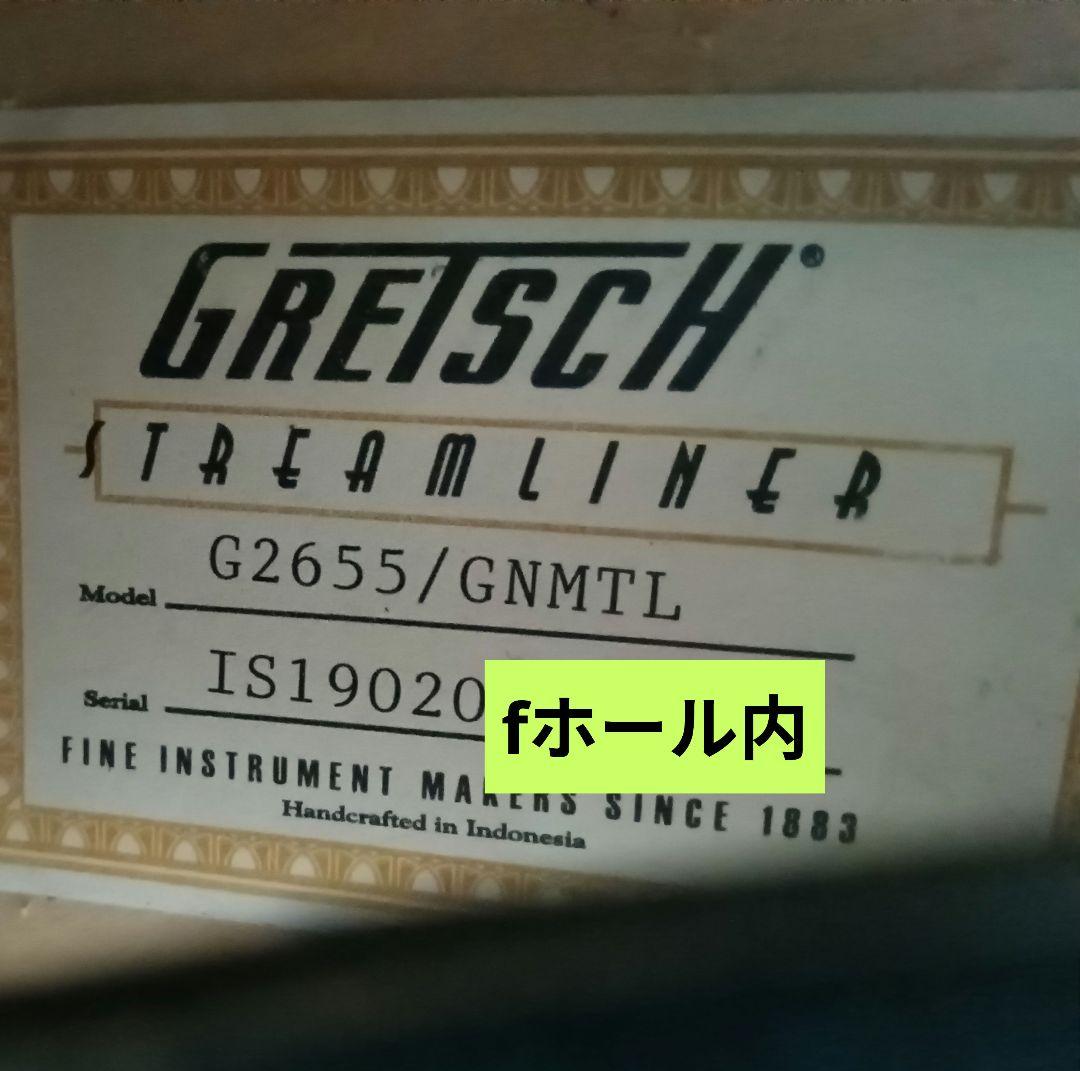 GRETSCH®
STREAMLINER
Model G2655/GNMTL
Serial IS19020
fホール内
FINE INSTRUMENT MAKERS SINCE 1883
Handcrafted in Indonesia